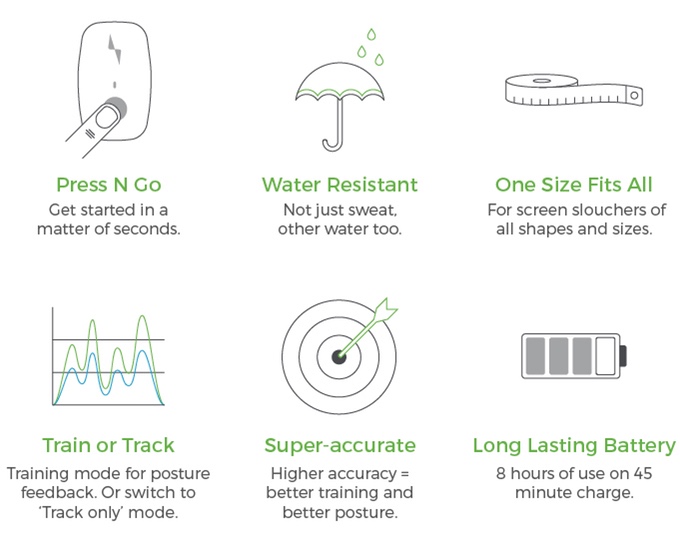 Press N Go
Get started in a
matter of seconds.
Water Resistant
Not just sweat,
other water too.
One Size Fits All
For screen slouchers of
all shapes and sizes.
Train or Track
Training mode for posture
feedback. Or switch to
‘Track only’ mode.
Super-accurate
Higher accuracy =
better training and
better posture.
Long Lasting Battery
8 hours of use on 45
minute charge.